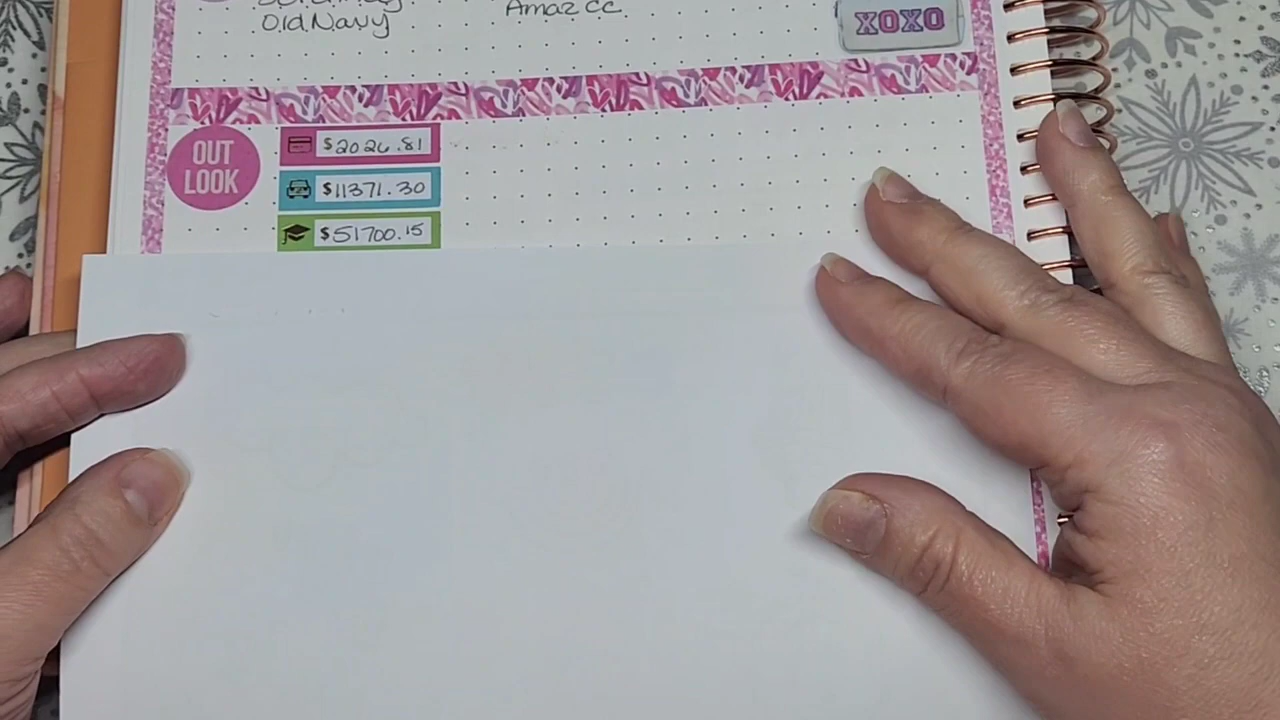 Old Navy
Amaz CC
XOXO
OUT
LOOK
$2026.81
$11371.30
$51700.15